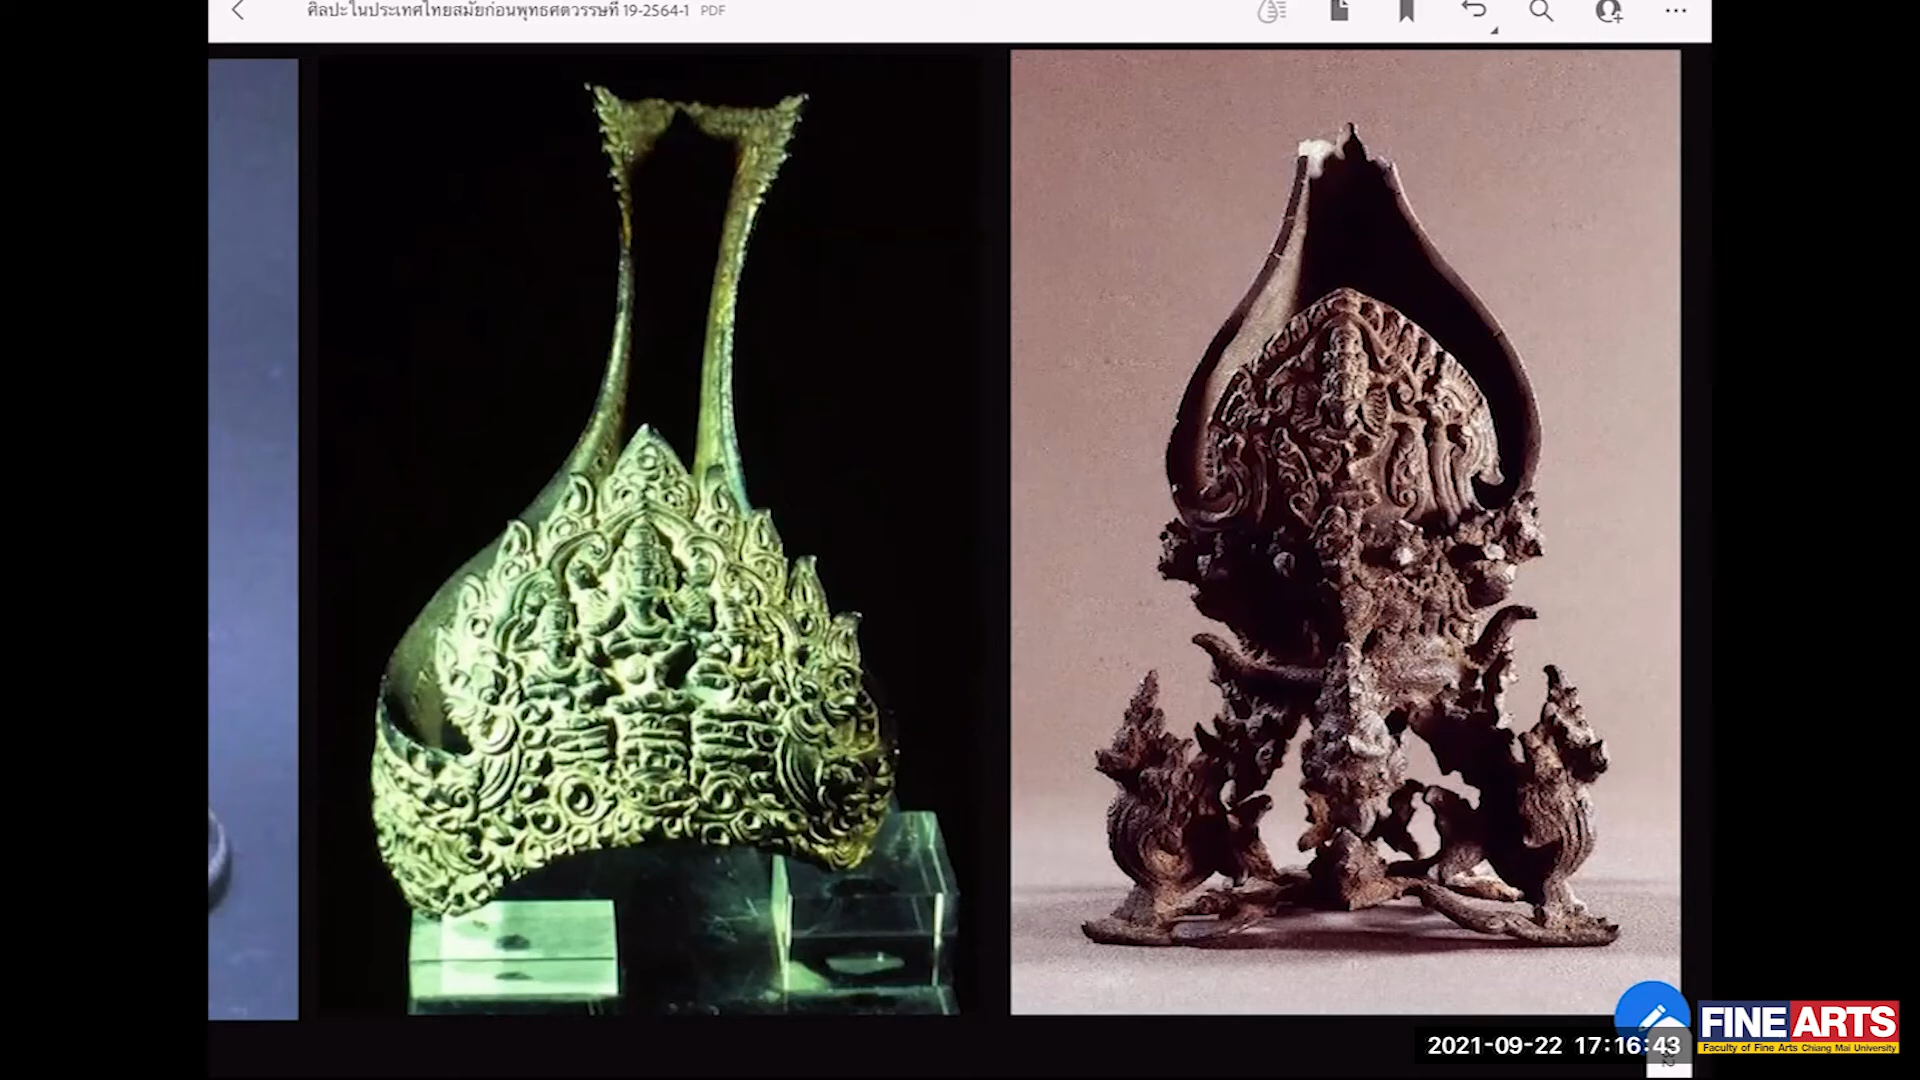 ศิลปะในประเทศไทยสมัยก่อนพุทธศตวรรษที่ 19-2564-1 PDF
2021-09-22 17:16:43
FINE ARTS
Faculty of Fine Arts Chiang Mai University